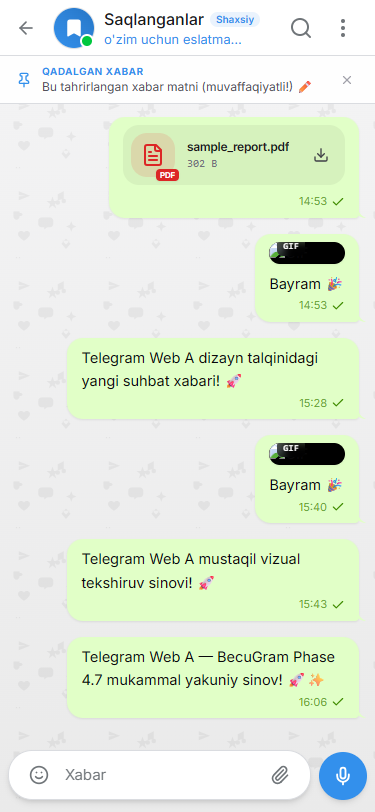 Saqlanganlar Shaxsiy
o'zim uchun eslatma...
QADALGAN XABAR
Bu tahrirlangan xabar matni (muvaffaqiyatli!) 🖍️
sample_report.pdf
302 B
PDF
14:53
GIF
Bayram 🎉
14:53
Telegram Web A dizayn talqinidagi
yangi suhbat xabari! 🚀
15:28
GIF
Bayram 🎉
15:40
Telegram Web A mustaqil vizual
tekshiruv sinovi! 🚀
15:43
Telegram Web A — BecuGram Phase
4.7 mukammal yakuniy sinov! 🚀✨
16:06
Xabar